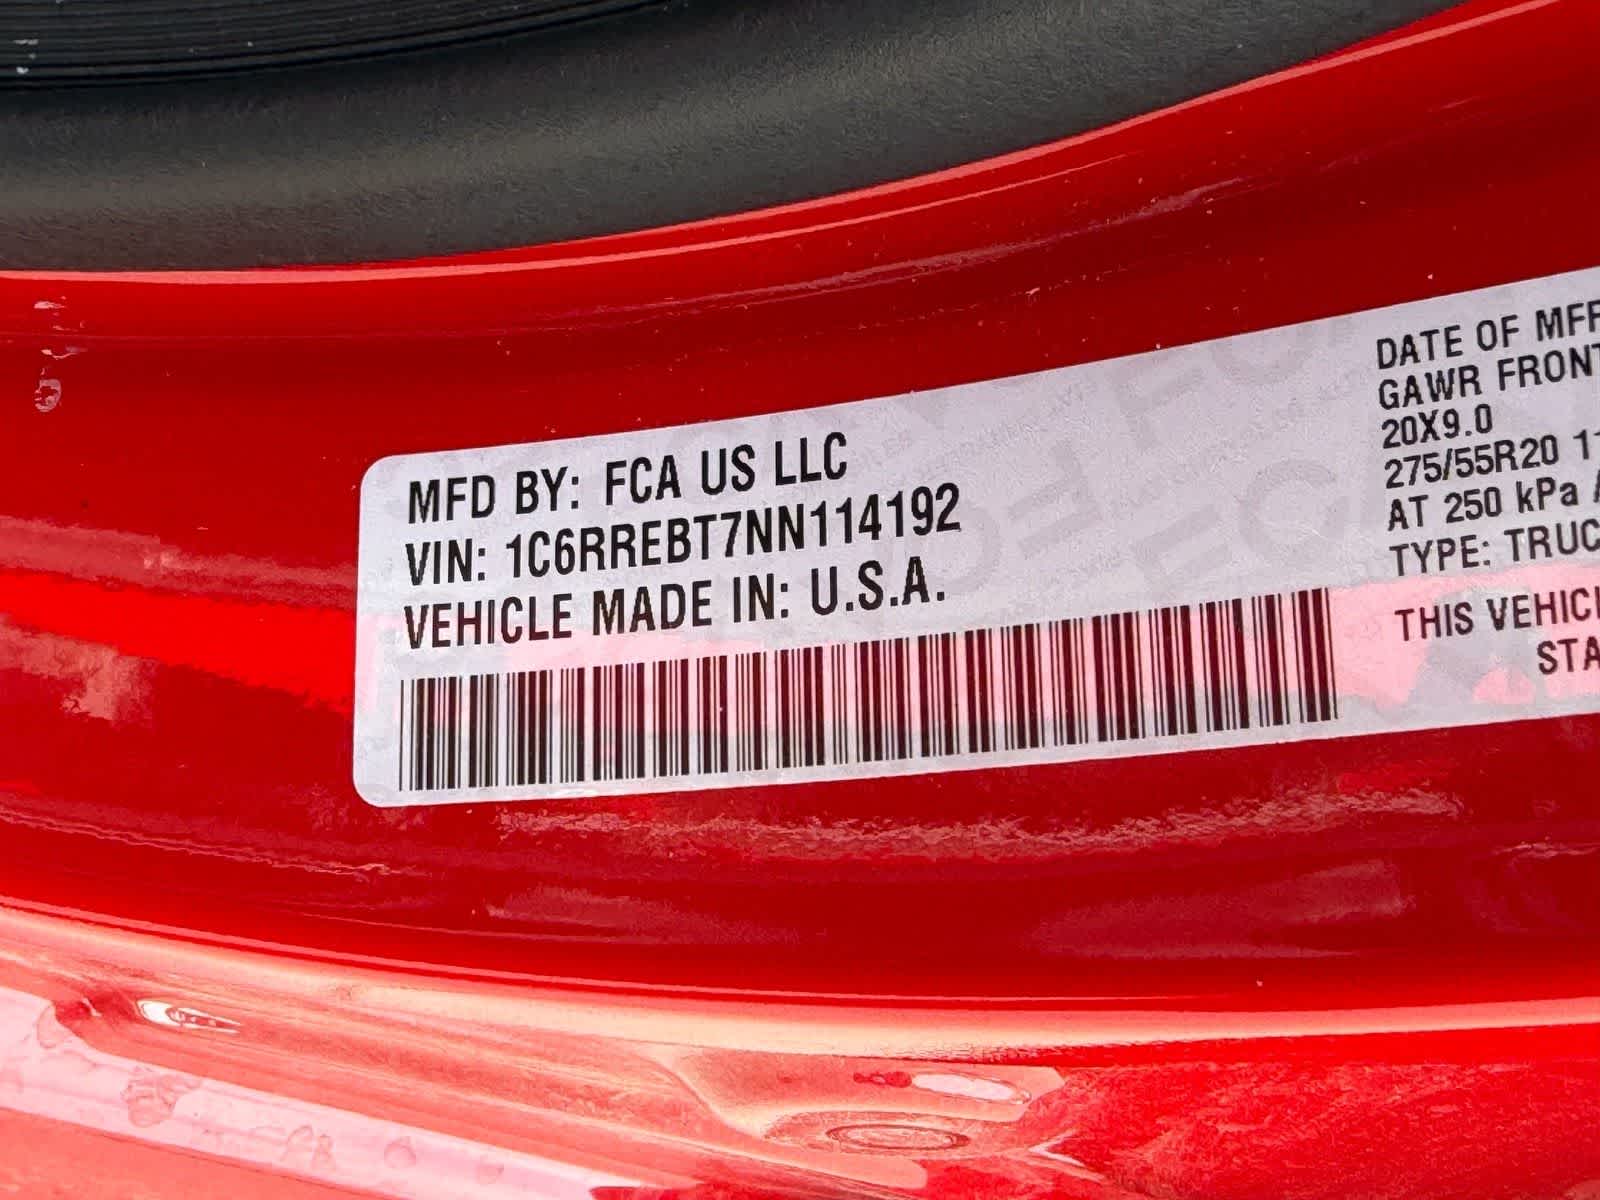 MFD BY: FCA US LLC
VIN: 1C6RREBT7NN114192
VEHICLE MADE IN: U.S.A.
DATE OF
GAWR FRONT
20X9.0
275/55R20
AT 250 kPa
TYPE:
THIS